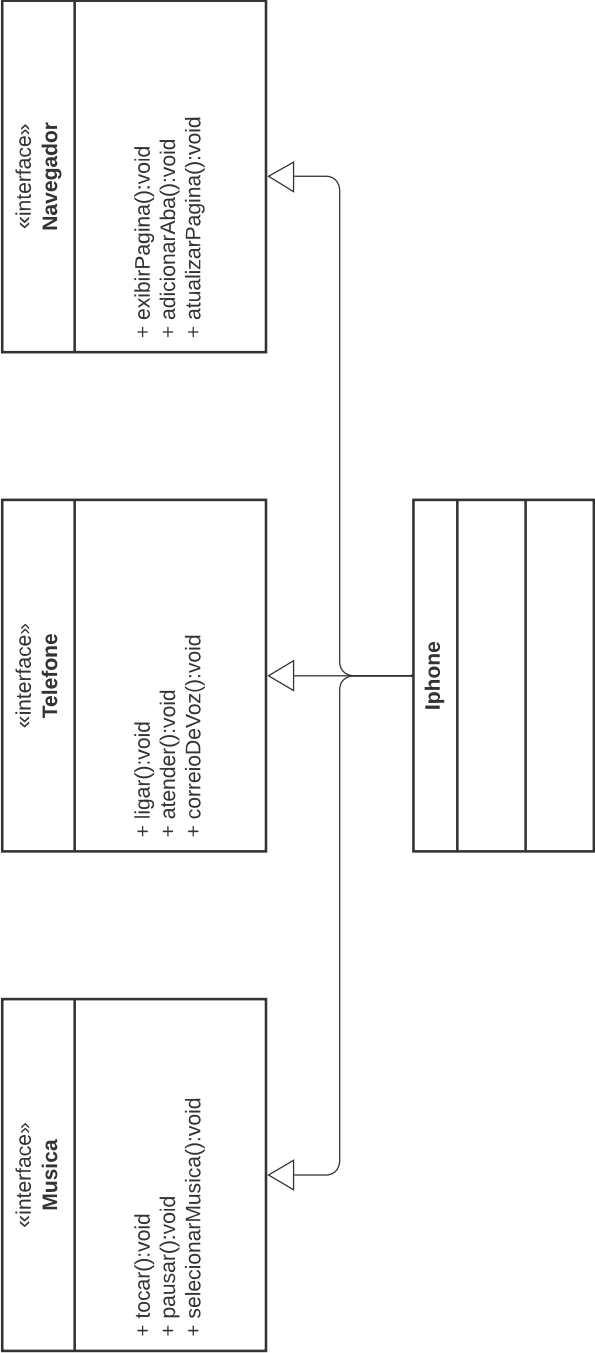 «interface»
Musica
+ tocar():void
+ pausar():void
+ selecionarMusica():void
«interface»
Telefone
+ ligar():void
+ atender():void
+ correioDeVoz():void
«interface»
Navegador
+ exibirPagina():void
+ adicionarAba():void
+ atualizarPagina():void
Iphone